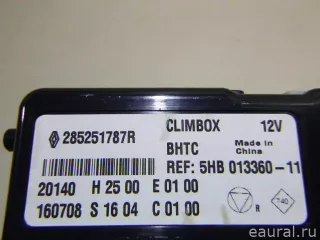 285251787R
CLIMBOX 12V
BHTC
Made in
China
REF: 5HB 013360-11
20140 H 25 00 E 01 00
160708 S 16 04 C 01 00
R
740
eaural.ru